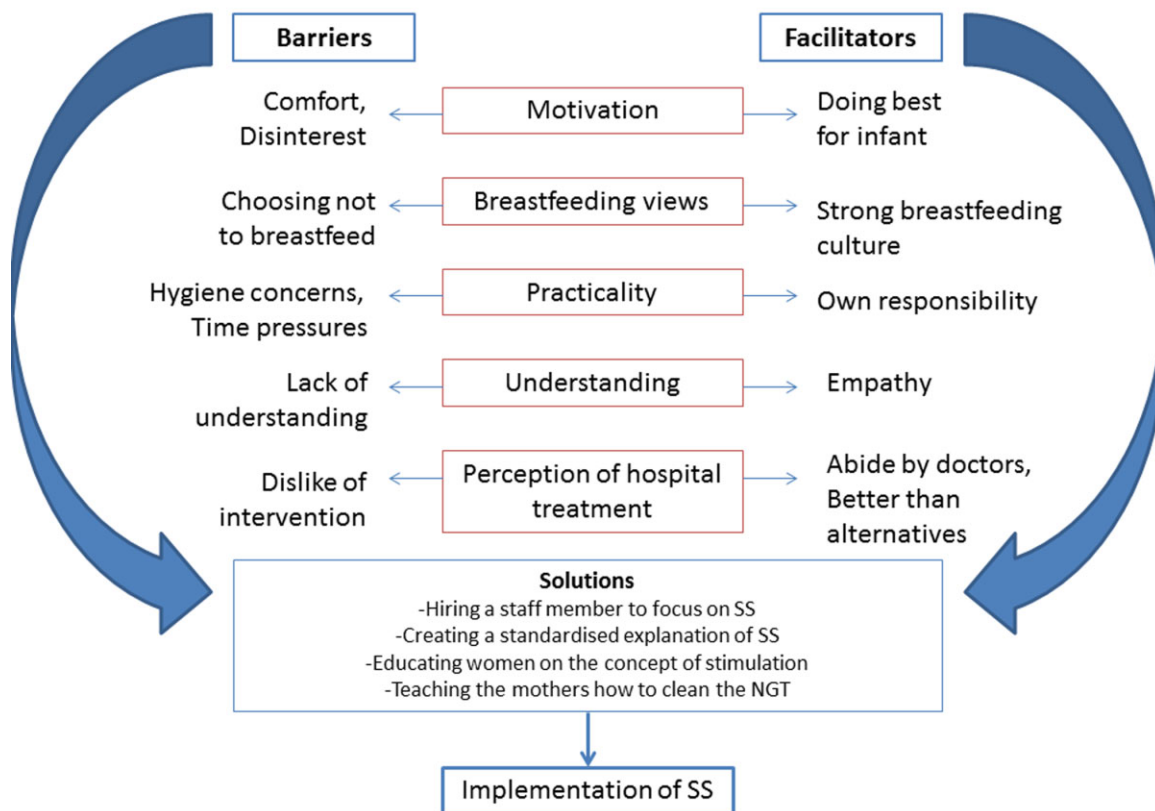 Barriers
Facilitators
Comfort,
Disinterest
Motivation
Doing best
for infant
Choosing not
to breastfeed
Breastfeeding views
Strong breastfeeding
culture
Hygiene concerns,
Time pressures
Practicality
Own responsibility
Lack of
understanding
Understanding
Empathy
Dislike of
intervention
Perception of hospital
treatment
Abide by doctors,
Better than
alternatives
Solutions
-Hiring a staff member to focus on SS
-Creating a standardised explanation of SS
-Educating women on the concept of stimulation
-Teaching the mothers how to clean the NGT
Implementation of SS